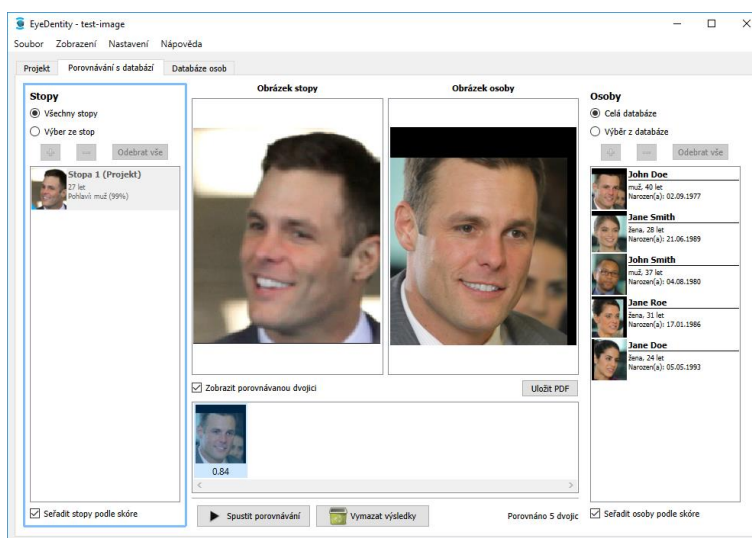 EyeDentity - test-image
Soubor Zobrazení Nastavení Nápověda
Projekt Porovnávání s databází Databáze osob
Stopy
Všechny stopy
Výber ze stop
Odebrat vše
Stopa 1 (Projekt)
27 let
Pohlaví: muž (99%)
Seřadit stopy podle skóre
Obrázek stopy Obrázek osoby
Zobrazit porovnávanou dvojici
Uložit PDF
0.84
Spustit porovnávání
Vymazat výsledky
Porovnáno 5 dvojic
Osoby
Celá databáze
Výběr z databáze
Odebrat vše
John Doe
muž, 40 let
Narozen(a): 02.09.1977
Jane Smith
žena, 28 let
Narozen(a): 21.06.1989
John Smith
muž, 37 let
Narozen(a): 04.08.1980
Jane Roe
žena, 31 let
Narozen(a): 17.01.1986
Jane Doe
žena, 24 let
Narozen(a): 05.05.1993
Seřadit osoby podle skóre